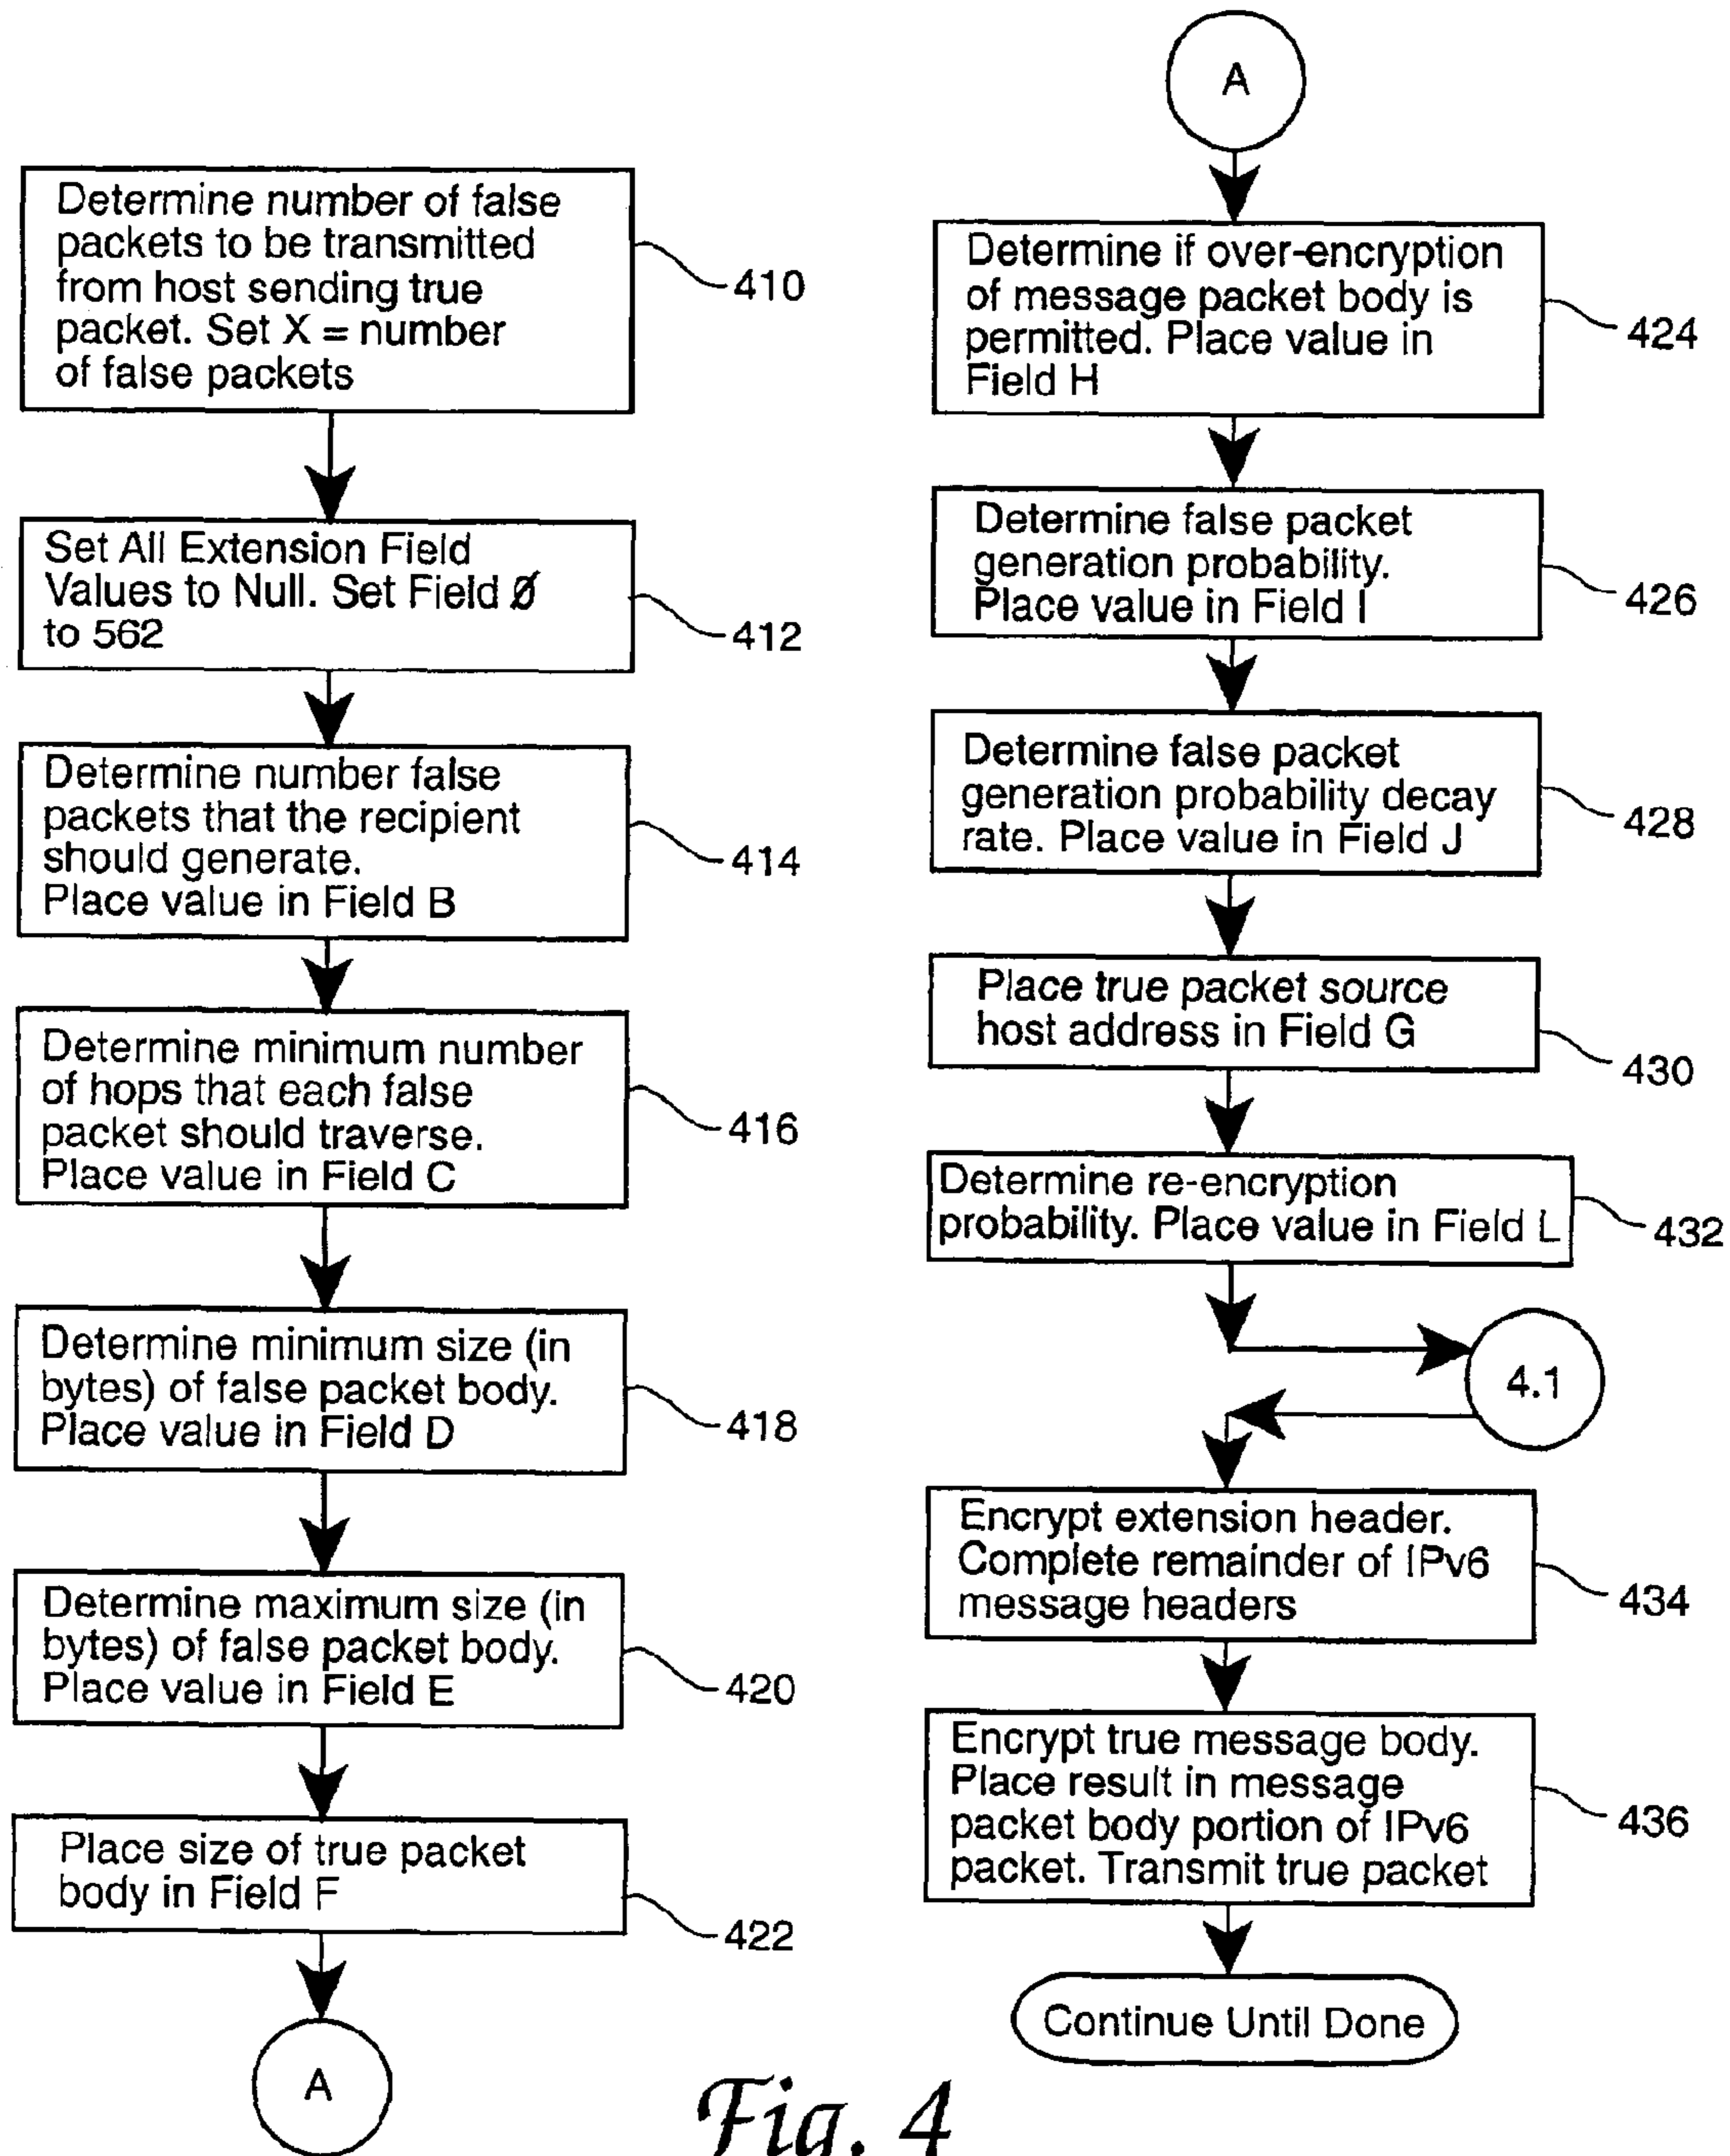 Determine number of false
packets to be transmitted
from host sending true
packet. Set X = number
of false packets
410
Set All Extension Field
Values to Null. Set Field Ø
to 562
412
Determine number false
packets that the recipient
should generate.
Place value in Field B
414
Determine minimum number
of hops that each false
packet should traverse.
Place value in Field C
416
Determine minimum size (in
bytes) of false packet body.
Place value in Field D
418
Determine maximum size (in
bytes) of false packet body.
Place value in Field E
420
Place size of true packet
body in Field F
422
A
A
Determine if over-encryption
of message packet body is
permitted. Place value in
Field H
424
Determine false packet
generation probability.
Place value in Field I
426
Determine false packet
generation probability decay
rate. Place value in Field J
428
Place true packet source
host address in Field G
430
Determine re-encryption
probability. Place value in Field L
432
4.1
Encrypt extension header.
Complete remainder of IPv6
message headers
434
Encrypt true message body.
Place result in message
packet body portion of IPv6
packet. Transmit true packet
436
Continue Until Done
Fig. 4